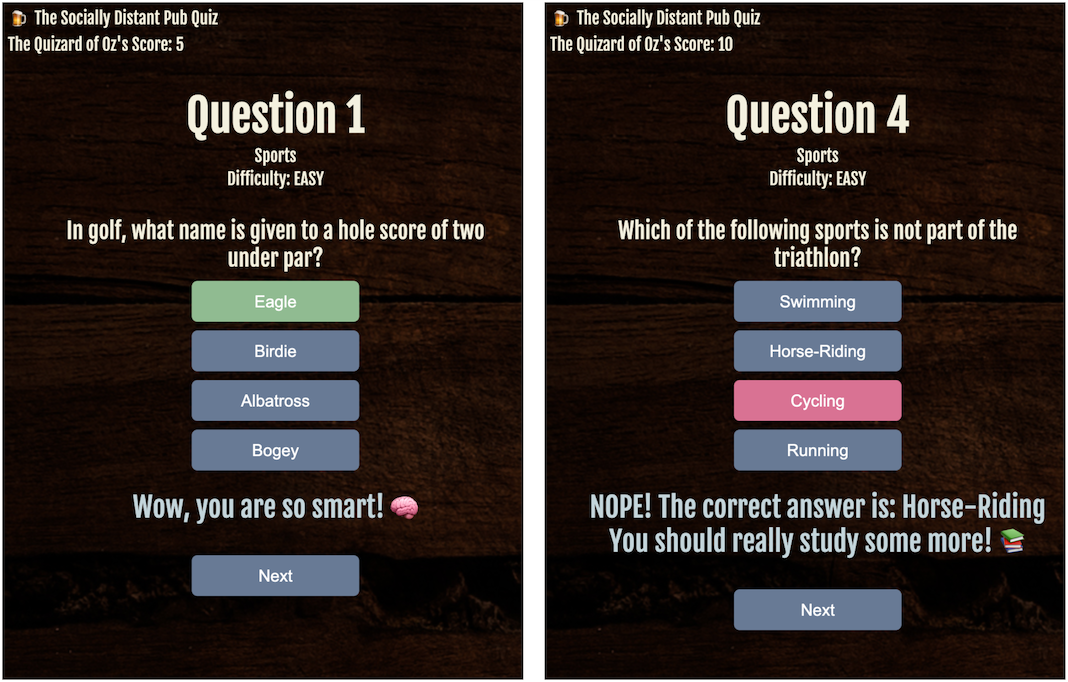 🍺 The Socially Distant Pub Quiz
The Quizard of Oz's Score: 5
Question 1
Sports
Difficulty: EASY
In golf, what name is given to a hole score of two
under par?
Eagle
Birdie
Albatross
Bogey
Wow, you are so smart! 🧠
Next
🍺 The Socially Distant Pub Quiz
The Quizard of Oz's Score: 10
Question 4
Sports
Difficulty: EASY
Which of the following sports is not part of the
triathlon?
Swimming
Horse-Riding
Cycling
Running
NOPE! The correct answer is: Horse-Riding
You should really study some more! 📚
Next